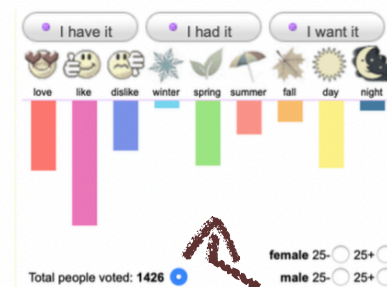 I have it I had it I want it
love like dislike winter spring summer fall day night
female 25- 25+
Total people voted: 1426 male 25- 25+